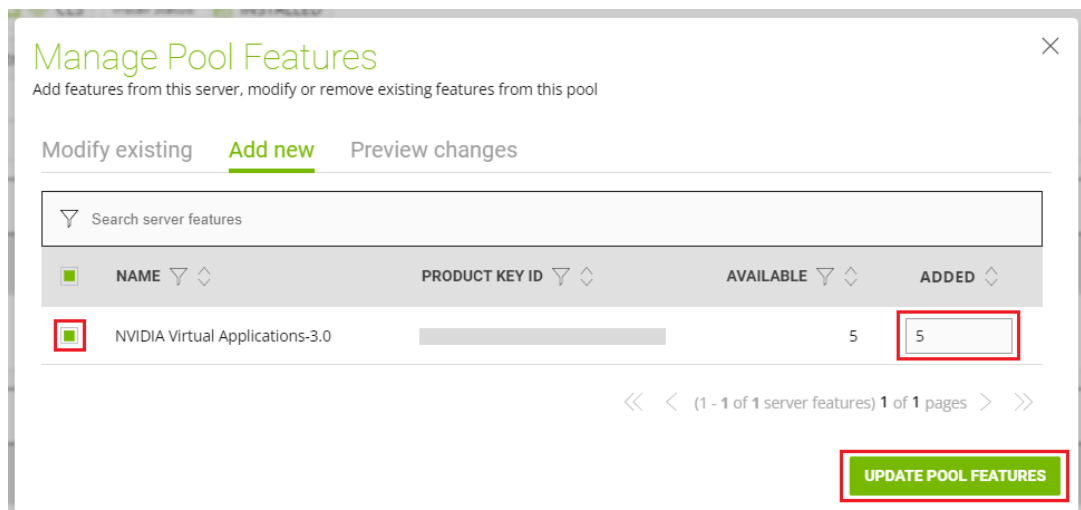 CLS INSTALLED
Manage Pool Features
Add features from this server, modify or remove existing features from this pool
Modify existing Add new Preview changes
Search server features
NAME PRODUCT KEY ID AVAILABLE ADDED
NVIDIA Virtual Applications-3.0 5 5
(1 - 1 of 1 server features) 1 of 1 pages
UPDATE POOL FEATURES